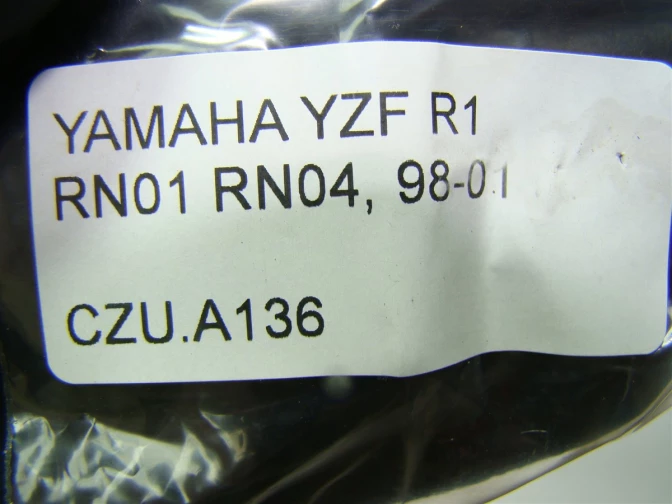 YAMAHA YZF R1
RN01 RN04, 98-01
CZU.A136